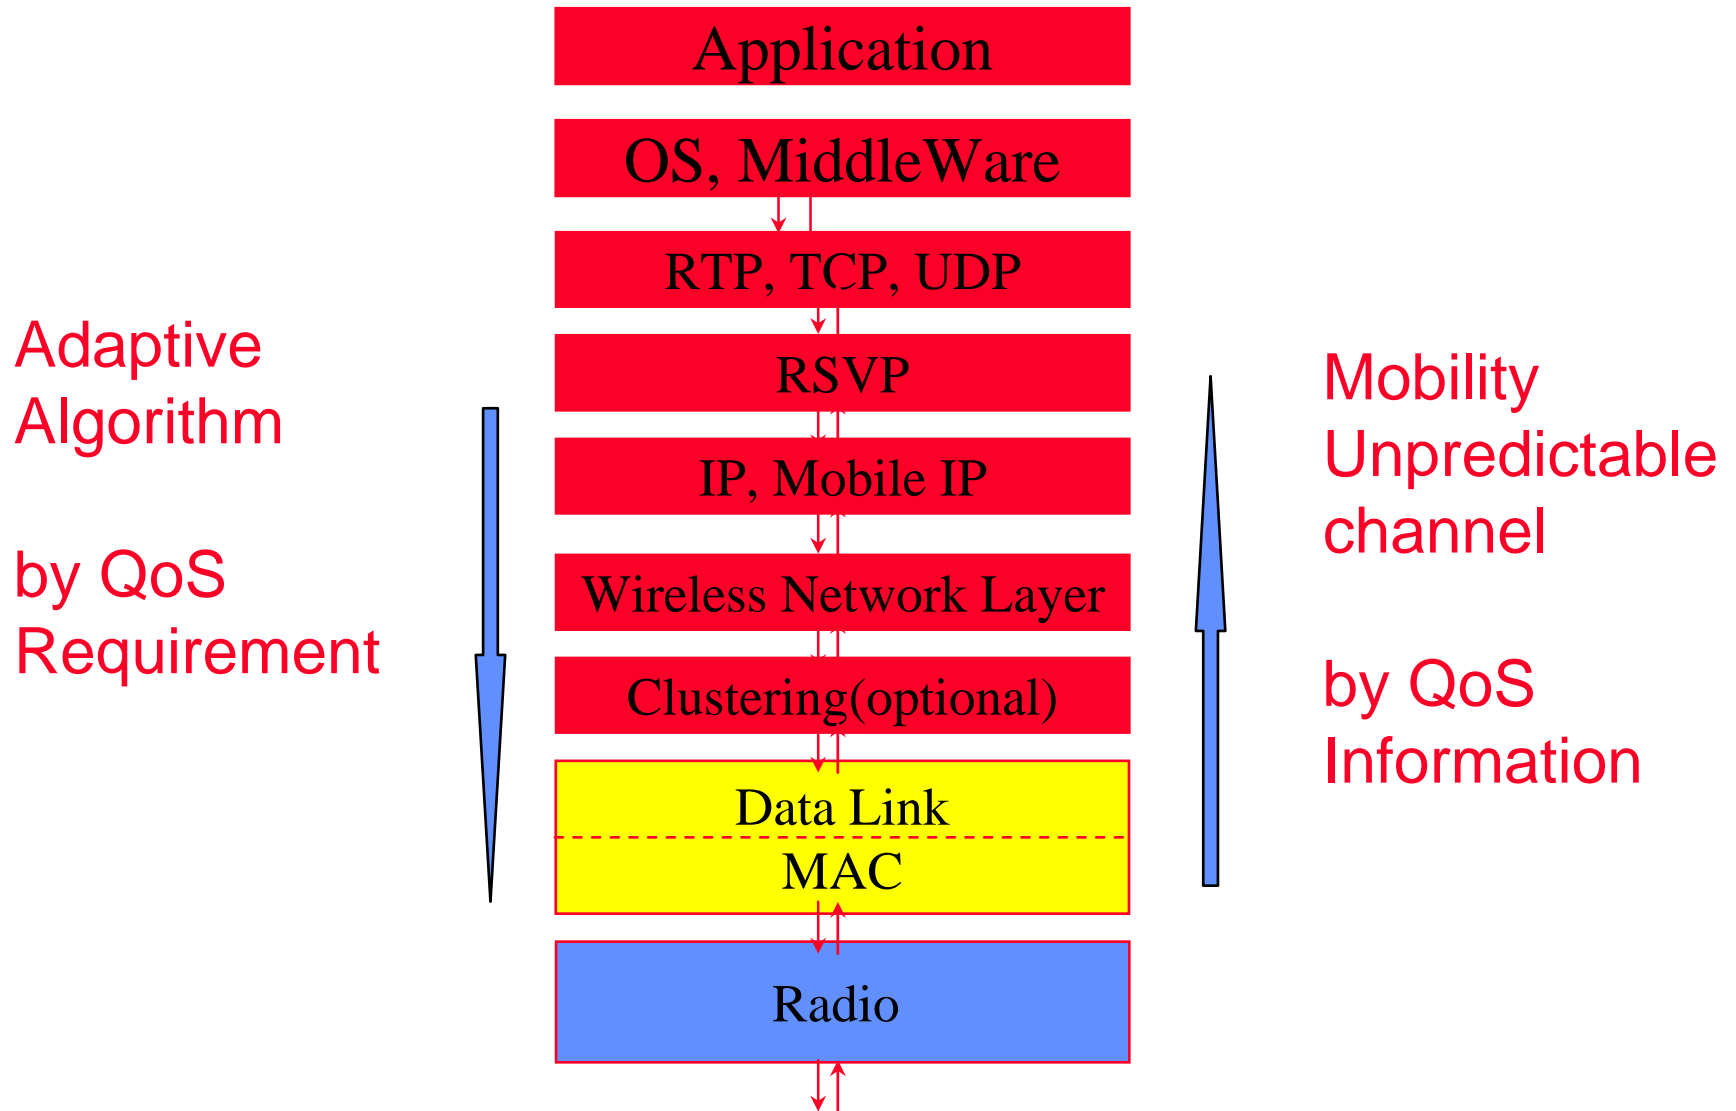 Application
OS, MiddleWare
RTP, TCP, UDP
RSVP
IP, Mobile IP
Wireless Network Layer
Clustering(optional)
Data Link
MAC
Radio
Adaptive
Algorithm
by QoS
Requirement
Mobility
Unpredictable
channel
by QoS
Information